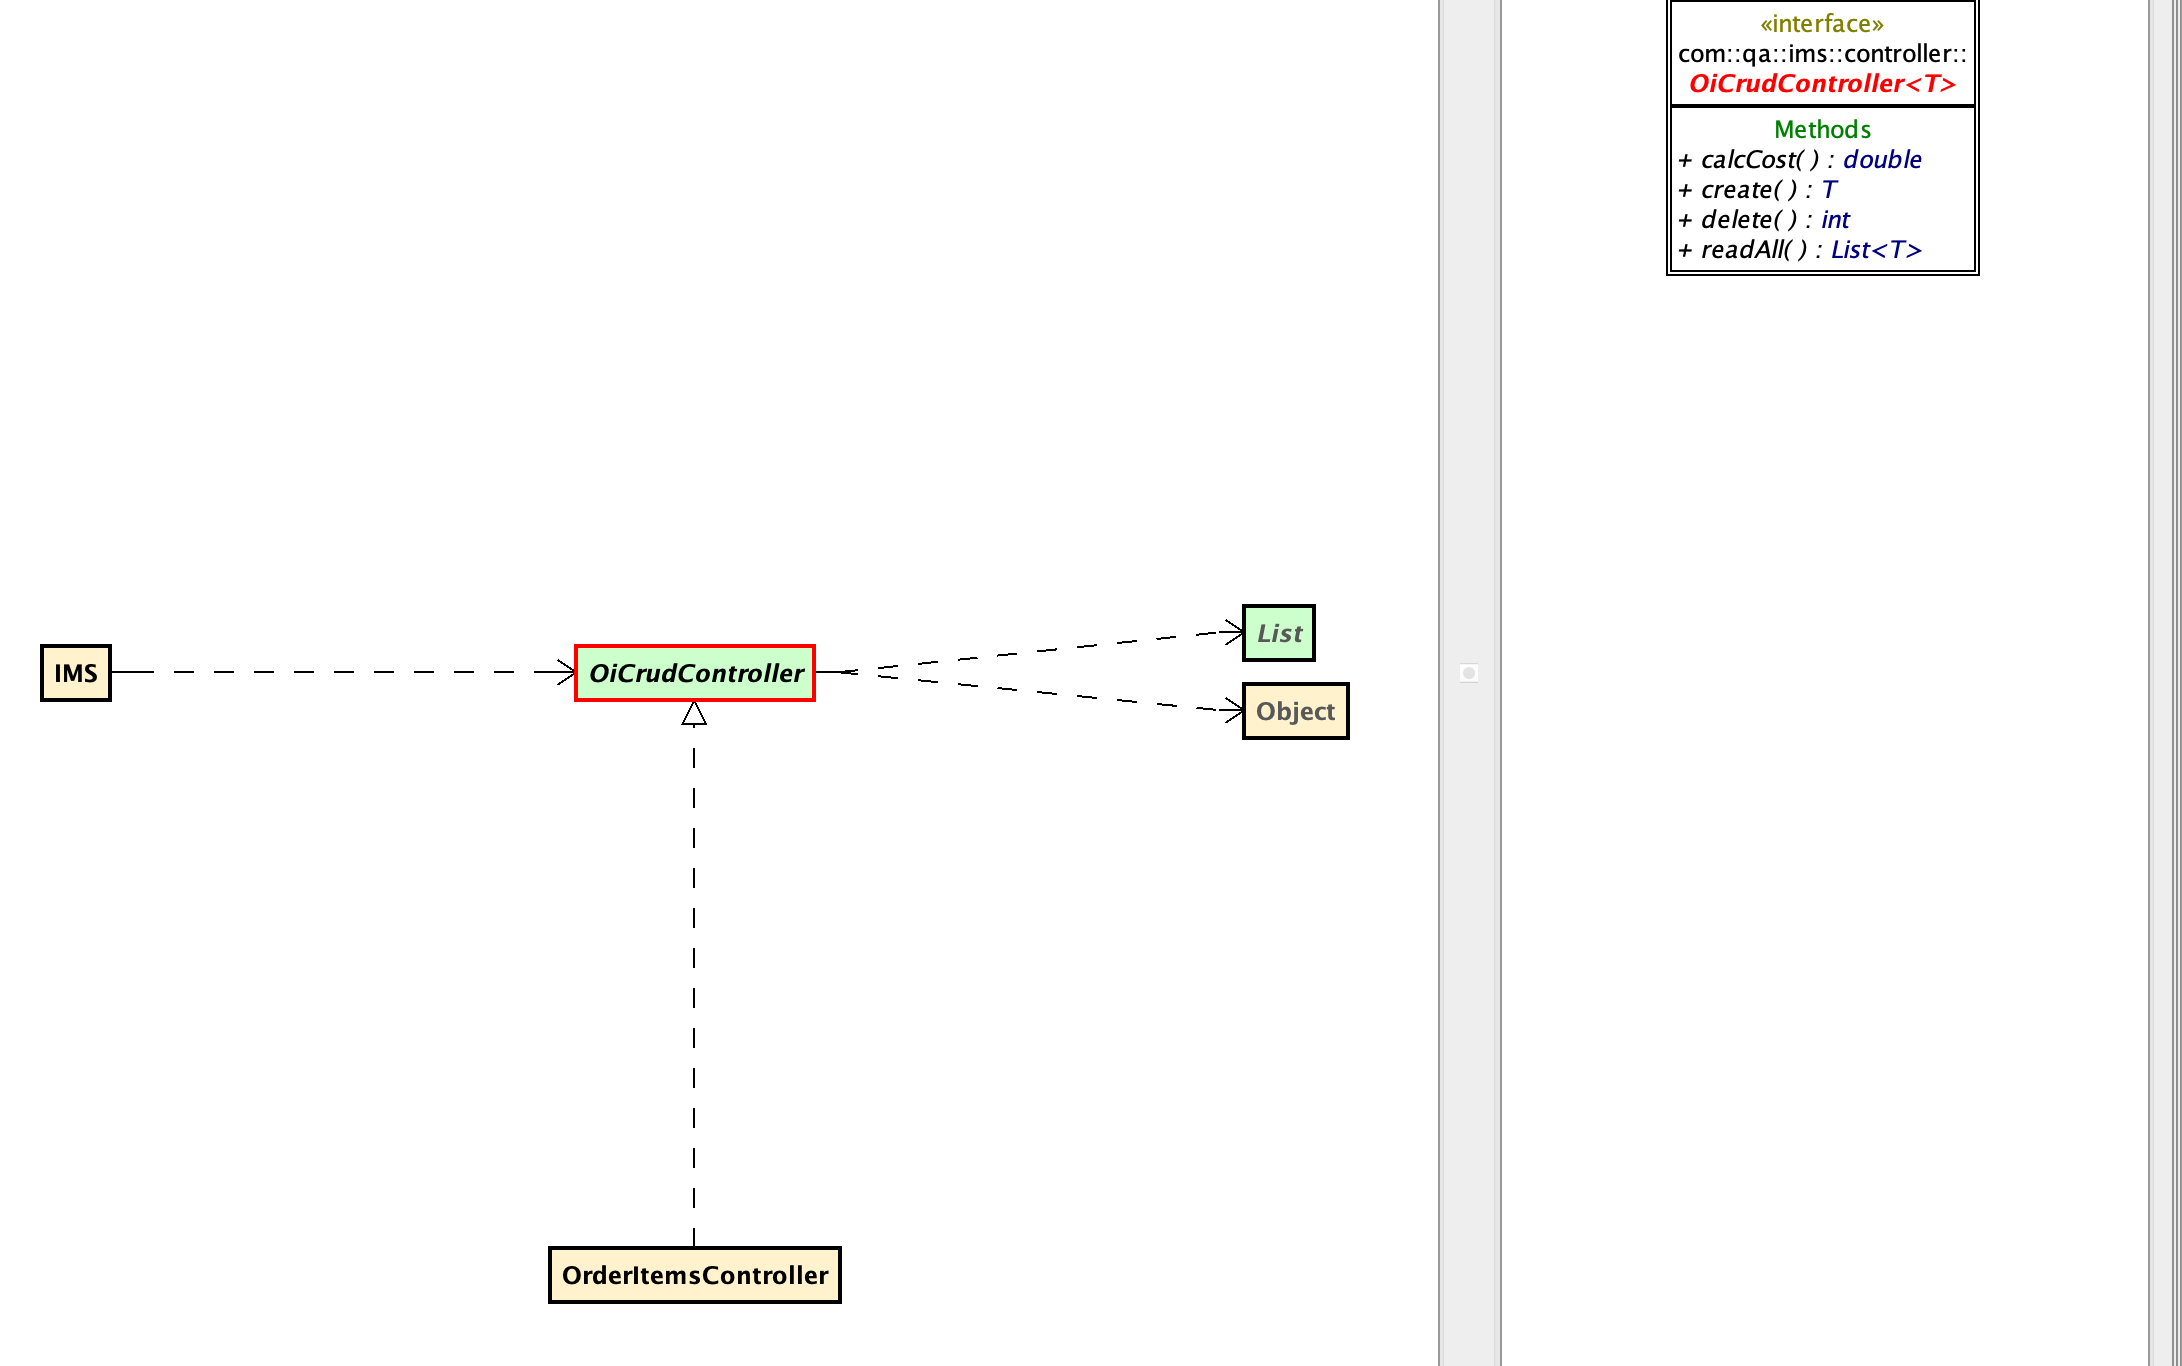 IMS
OiCrudController
List
Object
OrderItemsController
«interface»
com::qa::ims::controller::
OiCrudController<T>
Methods
+ calcCost( ) : double
+ create( ) : T
+ delete( ) : int
+ readAll( ) : List<T>